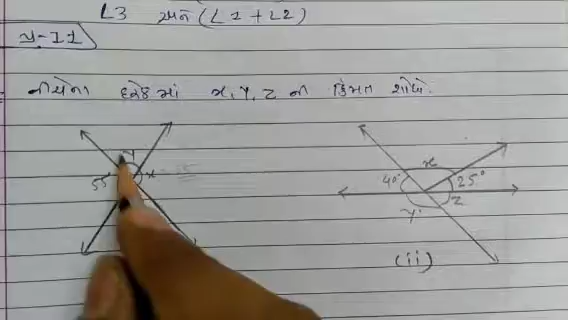 L3 અને (L1+L2)
પ્ર-11
નીચેના દરેકમાં x, y, z ની કિંમત શોધો.
y
55° x
x
40° 25°
y z
(ii)